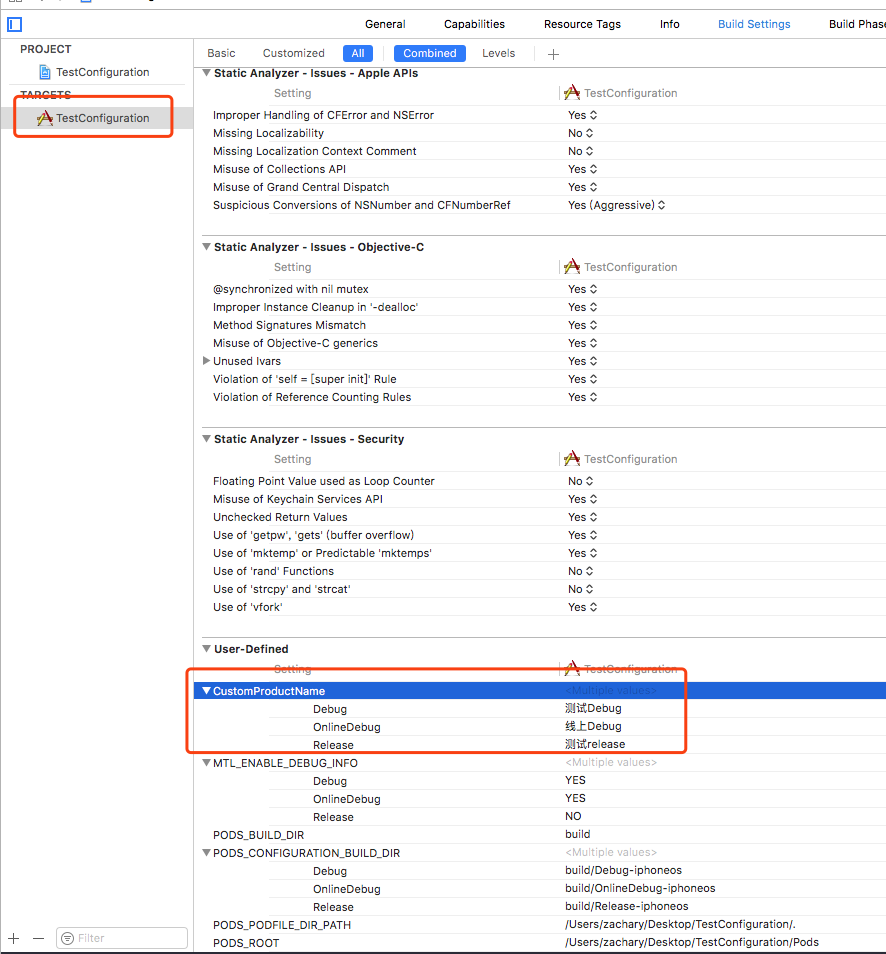 General Capabilities Resource Tags Info Build Settings Build Phase
PROJECT
TestConfiguration
TARGETS
TestConfiguration
Basic Customized All Combined Levels
Static Analyzer - Issues - Apple APIs
Setting TestConfiguration
Improper Handling of CFError and NSError Yes
Missing Localizability No
Missing Localization Context Comment No
Misuse of Collections API Yes
Misuse of Grand Central Dispatch Yes
Suspicious Conversions of NSNumber and CFNumberRef Yes (Aggressive)
Static Analyzer - Issues - Objective-C
Setting TestConfiguration
@synchronized with nil mutex Yes
Improper Instance Cleanup in '-dealloc' Yes
Method Signatures Mismatch Yes
Misuse of Objective-C generics Yes
Unused Ivars Yes
Violation of 'self = [super init]' Rule Yes
Violation of Reference Counting Rules Yes
Static Analyzer - Issues - Security
Setting TestConfiguration
Floating Point Value used as Loop Counter No
Misuse of Keychain Services API Yes
Unchecked Return Values Yes
Use of 'getpw', 'gets' (buffer overflow) Yes
Use of 'mktemp' or Predictable 'mktemps' Yes
Use of 'rand' Functions No
Use of 'strcpy' and 'strcat' No
Use of 'vfork' Yes
User-Defined
Setting TestConfiguration
CustomProductName <Multiple values>
Debug 测试Debug
OnlineDebug 线上Debug
Release 测试release
MTL_ENABLE_DEBUG_INFO <Multiple values>
Debug YES
OnlineDebug YES
Release NO
PODS_BUILD_DIR build
PODS_CONFIGURATION_BUILD_DIR <Multiple values>
Debug build/Debug-iphoneos
OnlineDebug build/OnlineDebug-iphoneos
Release build/Release-iphoneos
PODS_PODFILE_DIR_PATH /Users/zachary/Desktop/TestConfiguration/.
PODS_ROOT /Users/zachary/Desktop/TestConfiguration/Pods
Filter